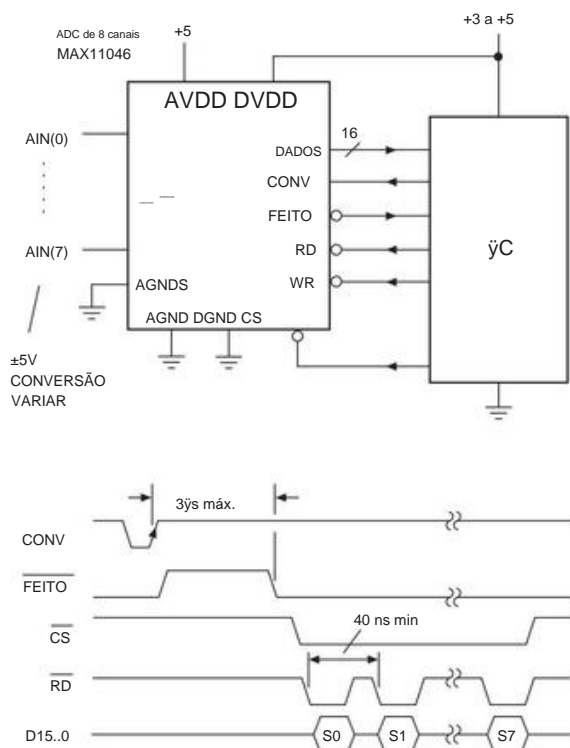 ADC de 8 canais
MAX11046
+5
+3 a +5
AVDD DVDD
AIN(0)
DADOS
16
CONV
FEITO
RD
WR
ÿC
AIN(7)
AGNDS
AGND DGND CS
±5V
CONVERSÃO
VARIAR
3ÿs máx.
CONV
FEITO
CS
40 ns min
RD
D15..0
S0
S1
S7